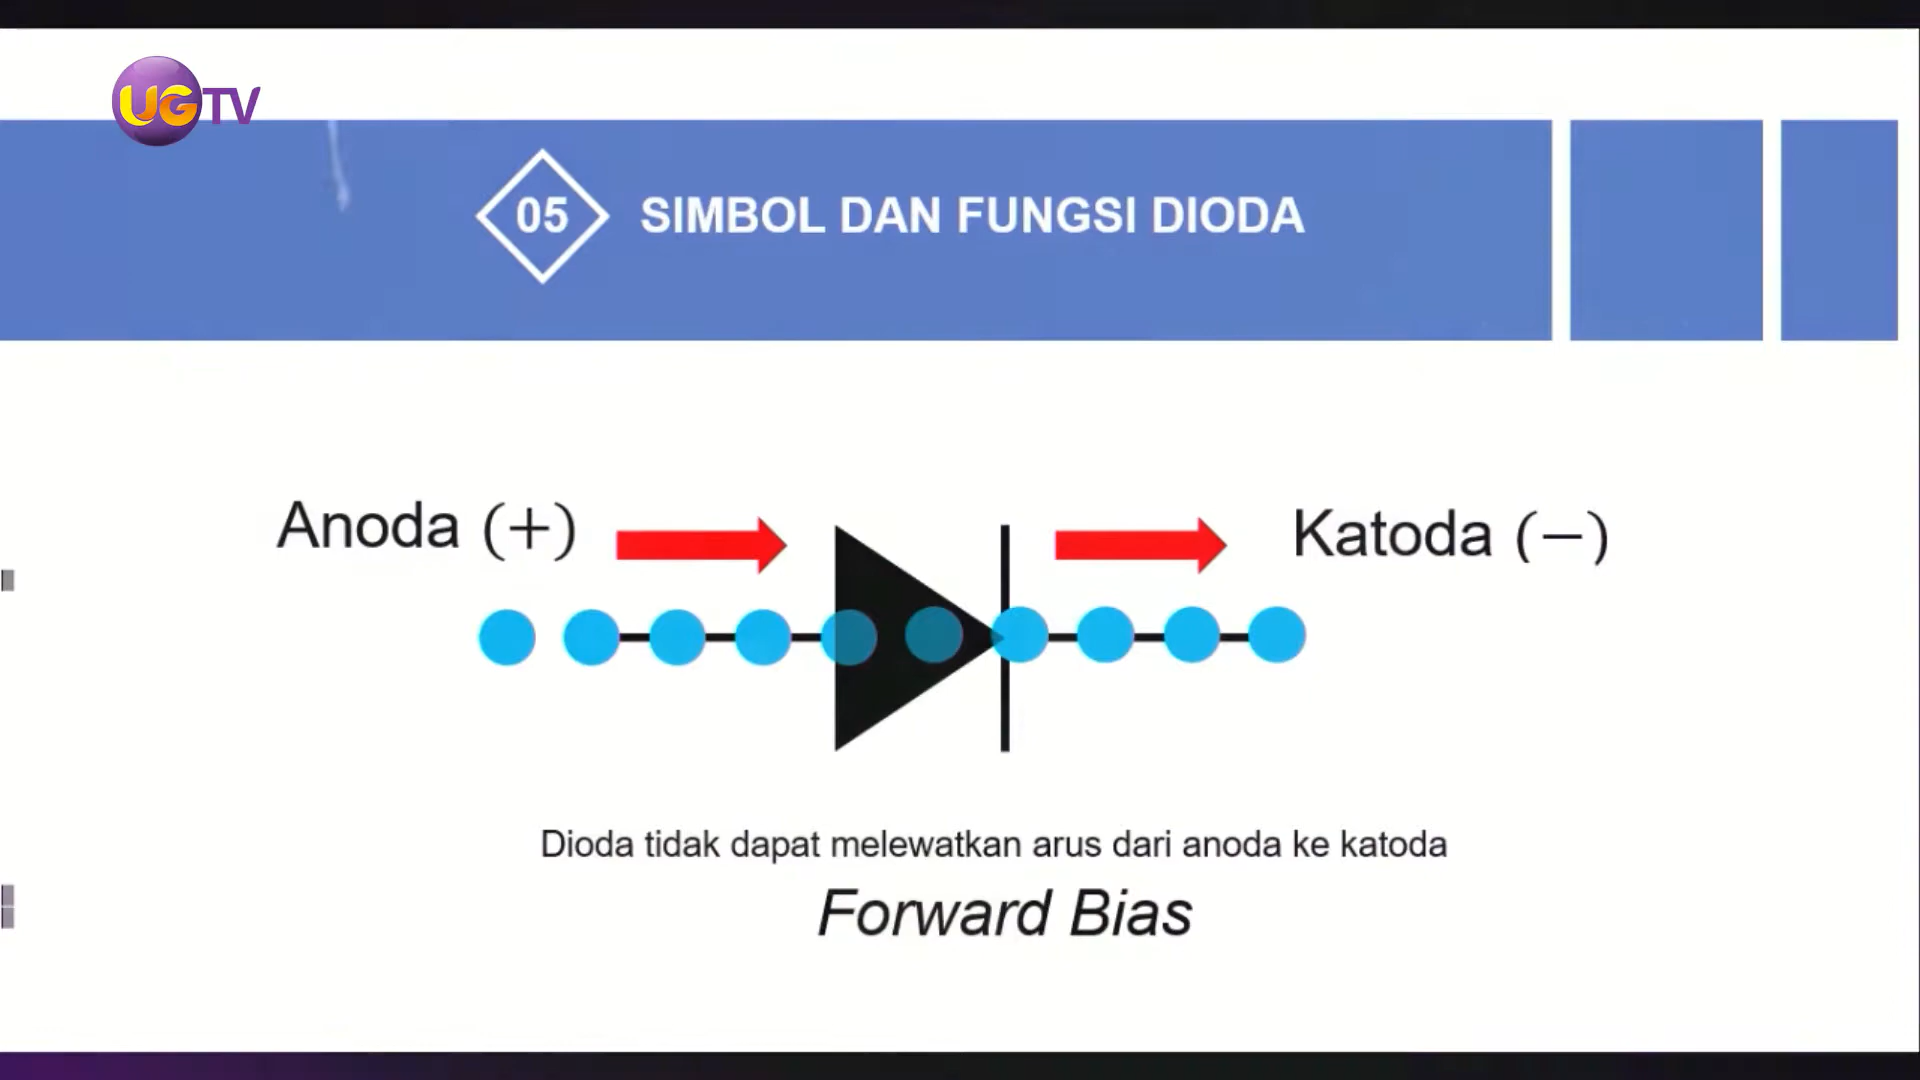 UGTV
05 SIMBOL DAN FUNGSI DIODA
Anoda (+)
Katoda (−)
Dioda tidak dapat melewatkan arus dari anoda ke katoda
Forward Bias